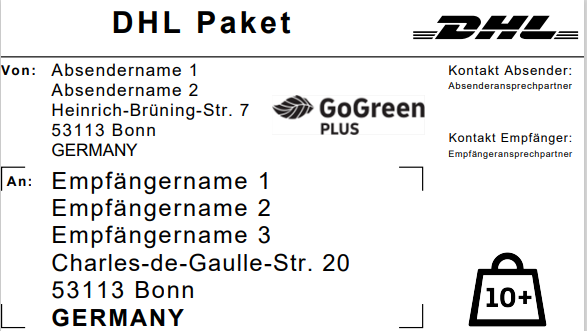 DHL Paket
DHL
Von: Absendername 1
Absendername 2
Heinrich-Brüning-Str. 7
53113 Bonn
GERMANY
GoGreen
PLUS
Kontakt Absender:
Absenderansprechpartner
Kontakt Empfänger:
Empfängeransprechpartner
An: Empfängername 1
Empfängername 2
Empfängername 3
Charles-de-Gaulle-Str. 20
53113 Bonn
GERMANY
10+